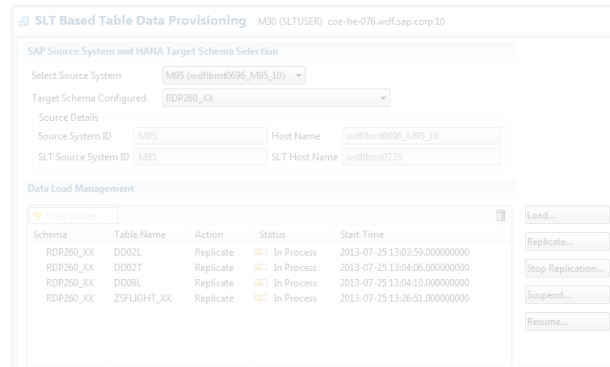 SLT Based Table Data Provisioning M30 (SLTUSER) coe-he-076.wdf.sap.corp 10
SAP Source System and HANA Target Schema Selection
Select Source System M95 (wdflbmt0696_M95_10)
Target Schema Configured RDP260_XX
Source Details
Source System ID M95 Host Name wdflbmt0696_M95_10
SLT Source System ID M95 SLT Host Name wdflbmt0776
Data Load Management
Filter pattern
Load...
Schema Table Name Action Status Start Time
Replicate...
RDP260_XX DD02L Replicate In Process 2013-07-25 13:03:59.000000000
RDP260_XX DD02T Replicate In Process 2013-07-25 13:04:06.000000000
Stop Replication...
RDP260_XX DD08L Replicate In Process 2013-07-25 13:04:10.000000000
RDP260_XX ZSFLIGHT_XX Replicate In Process 2013-07-25 13:26:51.000000000
Suspend...
Resume...